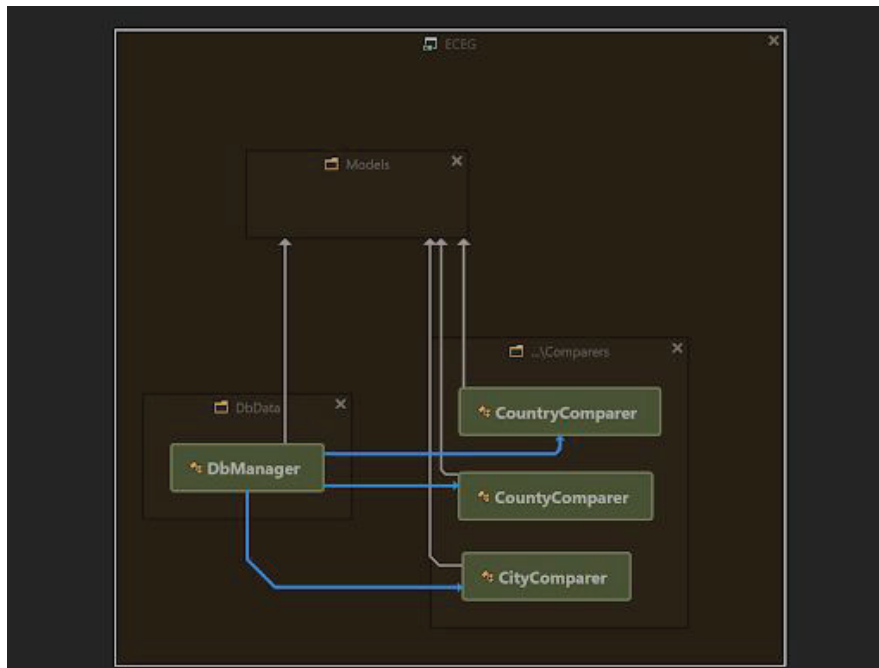 ECEG
Models
...\Comparers
CountryComparer
DbData
DbManager
CountyComparer
CityComparer